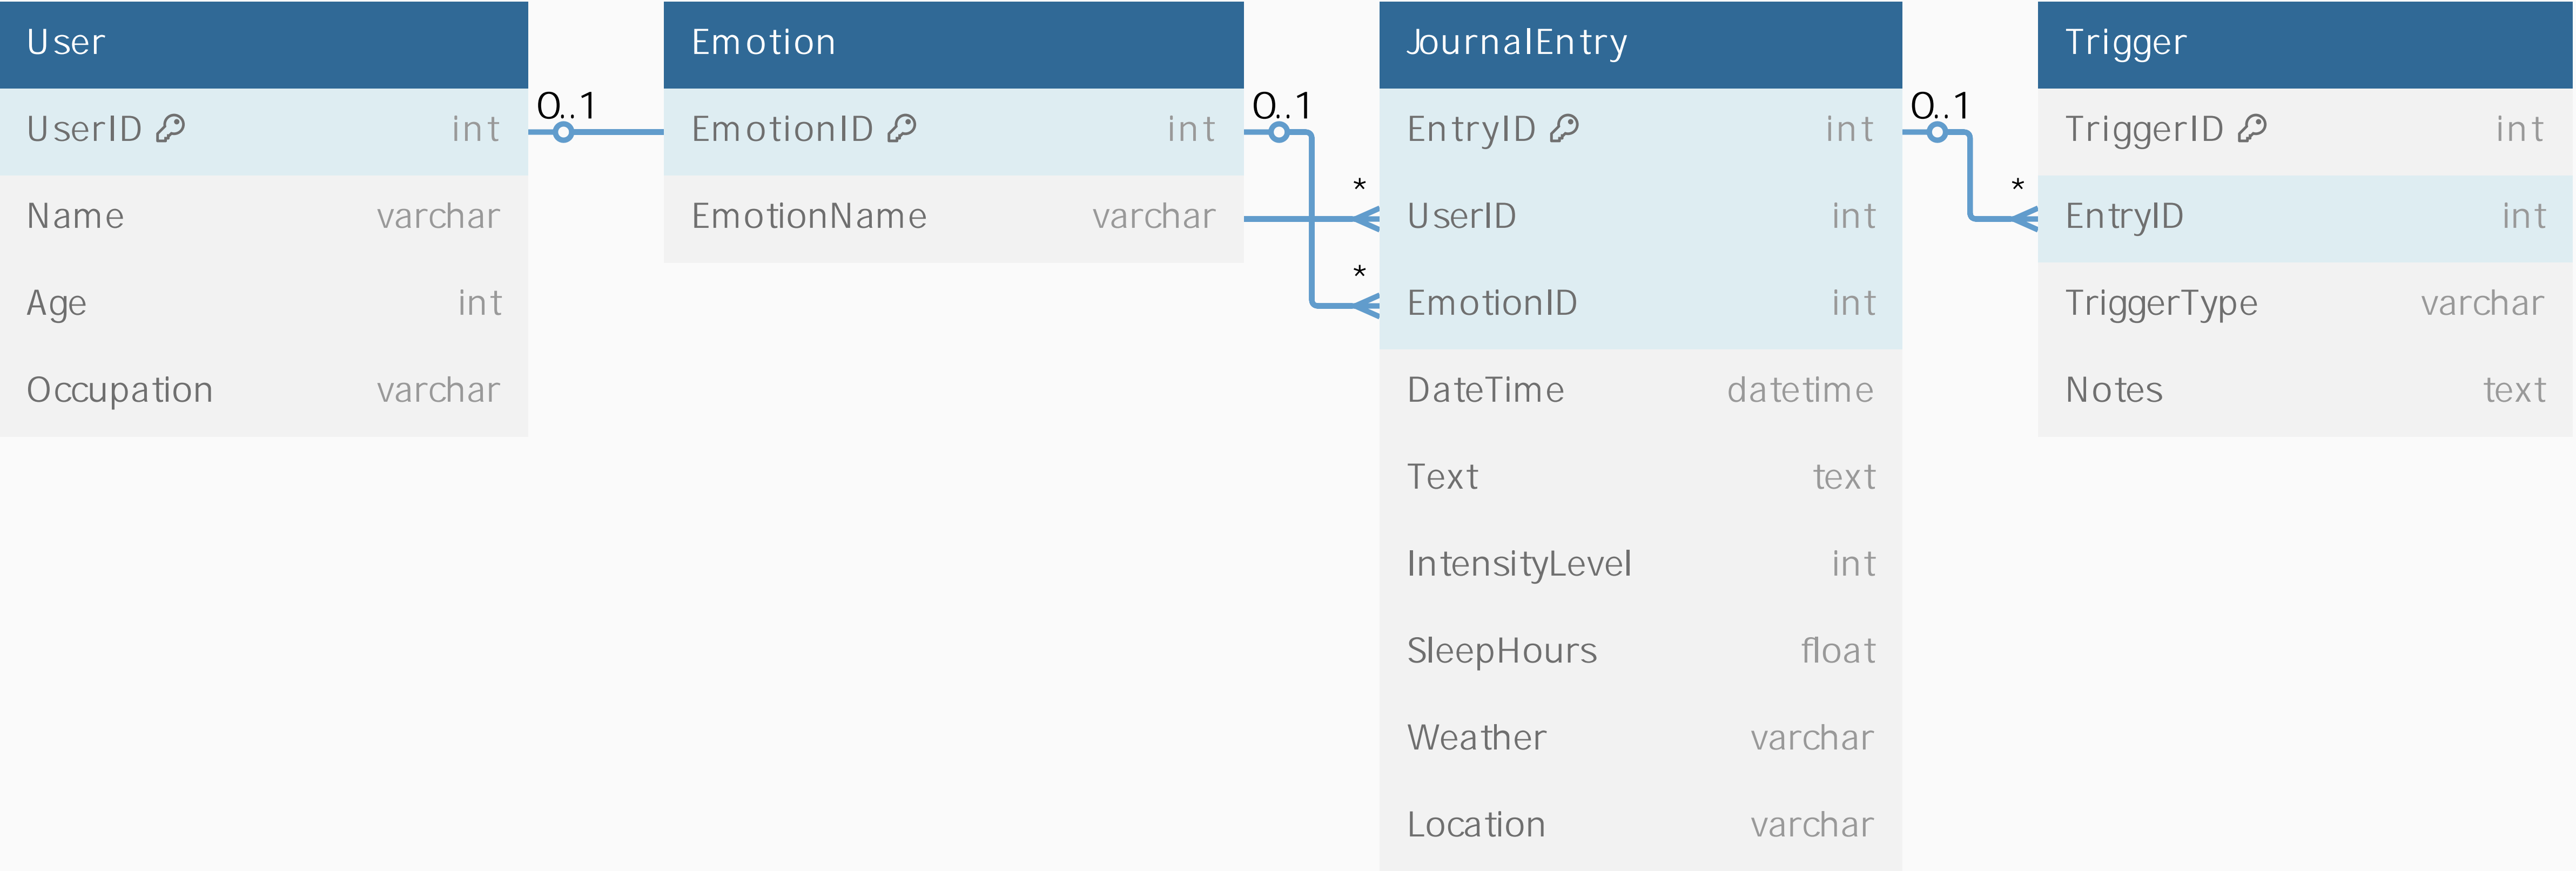 User
UserID int
Name varchar
Age int
Occupation varchar
0..1
Emotion
EmotionID int
EmotionName varchar
0..1
*
*
JournalEntry
EntryID int
UserID int
EmotionID int
DateTime datetime
Text text
IntensityLevel int
SleepHours float
Weather varchar
Location varchar
0..1
*
Trigger
TriggerID int
EntryID int
TriggerType varchar
Notes text